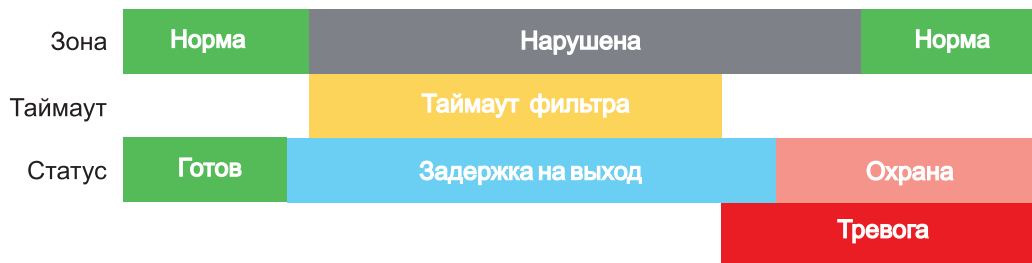 Зона Норма Нарушена Норма
Таймаут Таймаут фильтра
Статус Готов Задержка на выход Охрана
Тревога